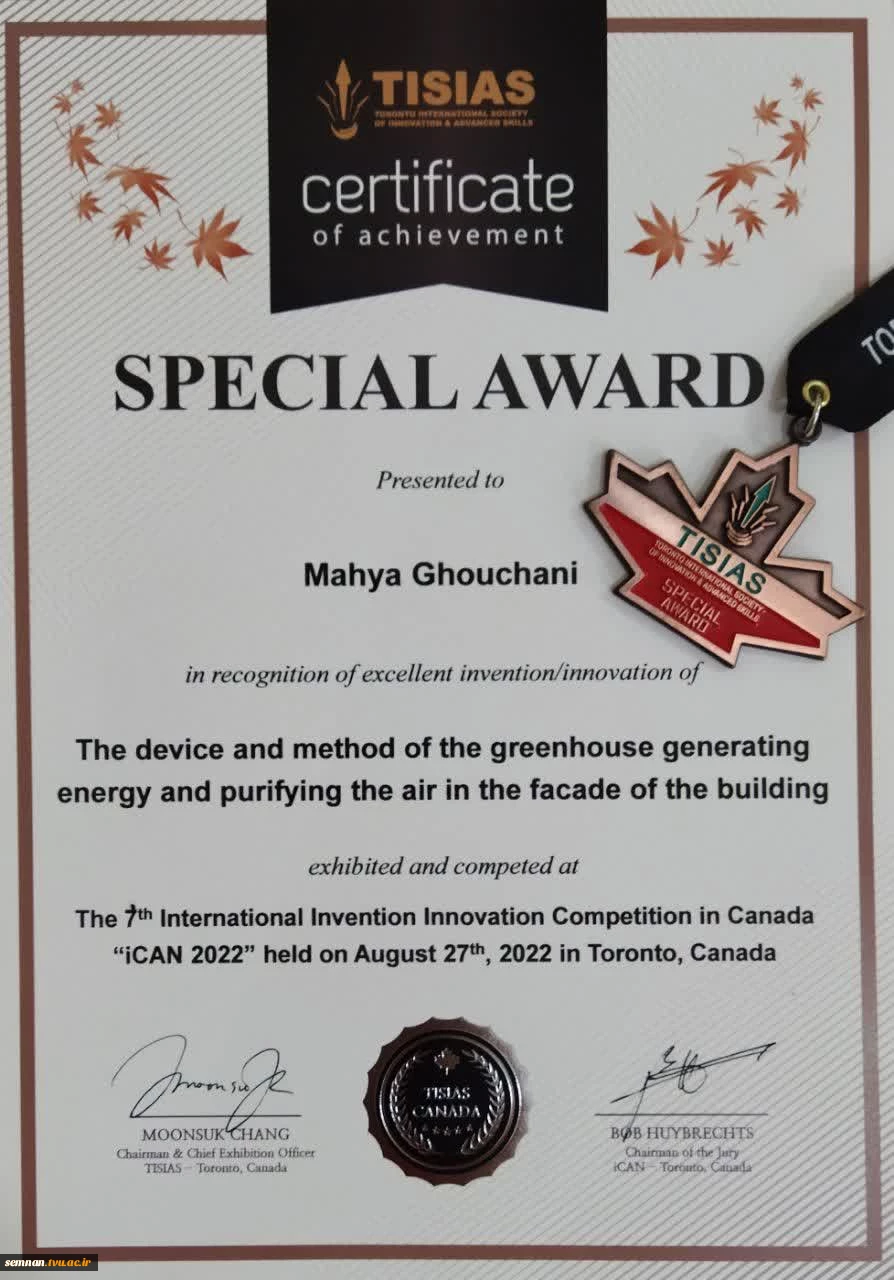 TISIAS
TORONTO INTERNATIONAL SOCIETY
OF INNOVATION & ADVANCED SKILLS
certificate
of achievement
SPECIAL AWARD
Presented to
Mahya Ghouchani
in recognition of excellent invention/innovation of
The device and method of the greenhouse generating
energy and purifying the air in the facade of the building
exhibited and competed at
The 7th International Invention Innovation Competition in Canada
“iCAN 2022” held on August 27th, 2022 in Toronto, Canada
TISIAS
TORONTO INTERNATIONAL SOCIETY
OF INNOVATION & ADVANCED SKILLS
SPECIAL
AWARD
MOONSUK CHANG
Chairman & Chief Exhibition Officer
TISIAS – Toronto, Canada
TISIAS
CANADA
BOB HUYBRECHTS
Chairman of the Jury
iCAN – Toronto, Canada
semnan.tvu.ac.ir